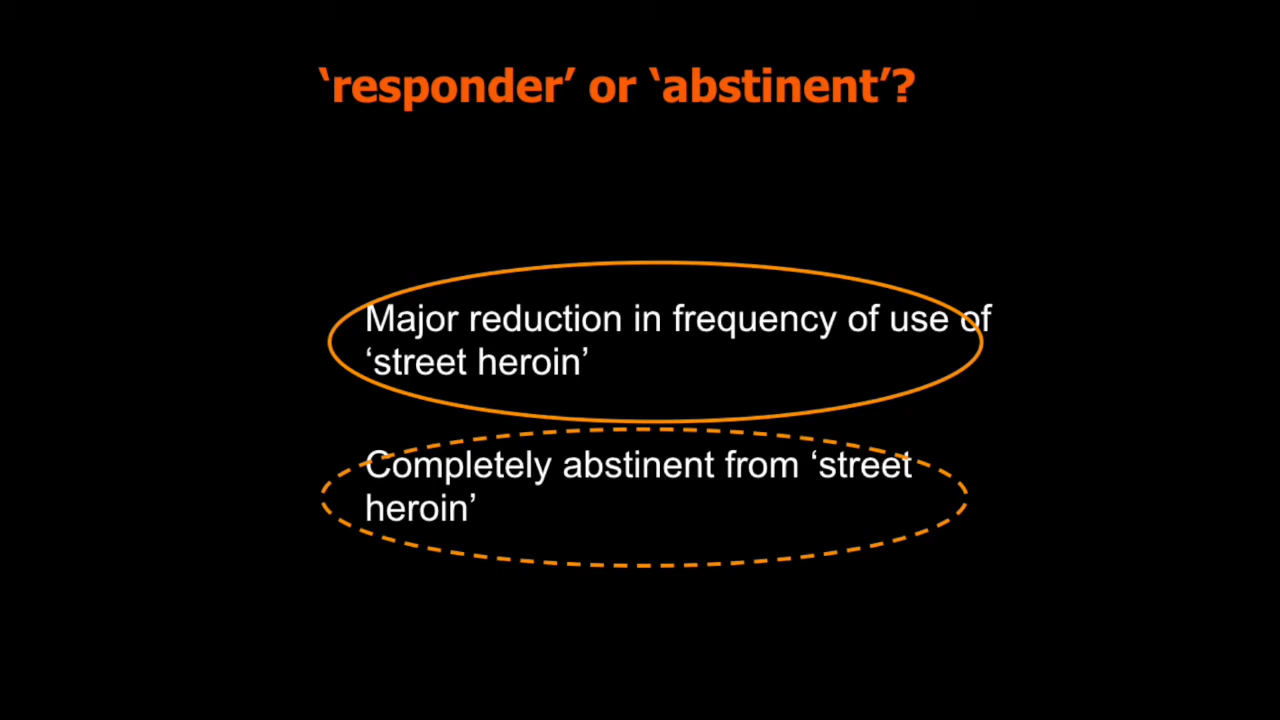 ‘responder’ or ‘abstinent’?
Major reduction in frequency of use of
‘street heroin’
Completely abstinent from ‘street
heroin’